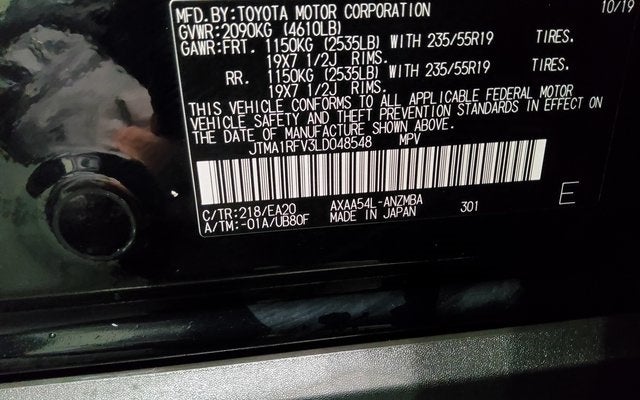 MFD.BY:TOYOTA MOTOR CORPORATION 10/19
GVWR:2090KG (4610LB)
GAWR:FRT. 1150KG (2535LB) WITH 235/55R19 TIRES.
19X7 1/2J RIMS.
RR. 1150KG (2535LB) WITH 235/55R19 TIRES.
19X7 1/2J RIMS.
THIS VEHICLE CONFORMS TO ALL APPLICABLE FEDERAL MOTOR
VEHICLE SAFETY AND THEFT PREVENTION STANDARDS IN EFFECT ON
THE DATE OF MANUFACTURE SHOWN ABOVE.
JTMA1RFV3LD048548 MPV
C/TR:218/EA20 AXAA54L-ANZMBA 301 E
A/TM:-01A/UB80F MADE IN JAPAN